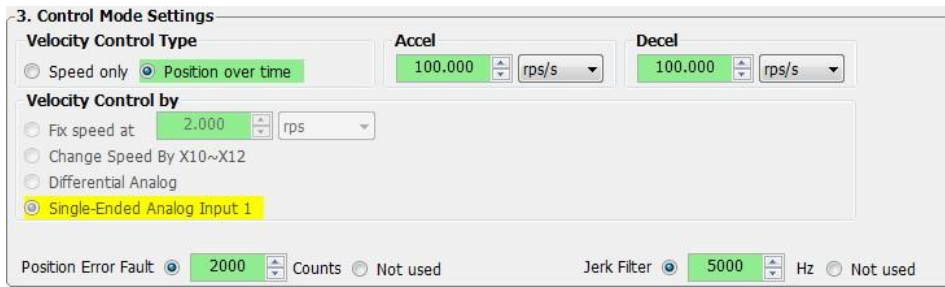 3. Control Mode Settings
Velocity Control Type
Speed only Position over time
Accel
100.000 rps/s
Decel
100.000 rps/s
Velocity Control by
Fix speed at 2.000 rps
Change Speed By X10~X12
Differential Analog
Single-Ended Analog Input 1
Position Error Fault 2000 Counts Not used
Jerk Filter 5000 Hz Not used